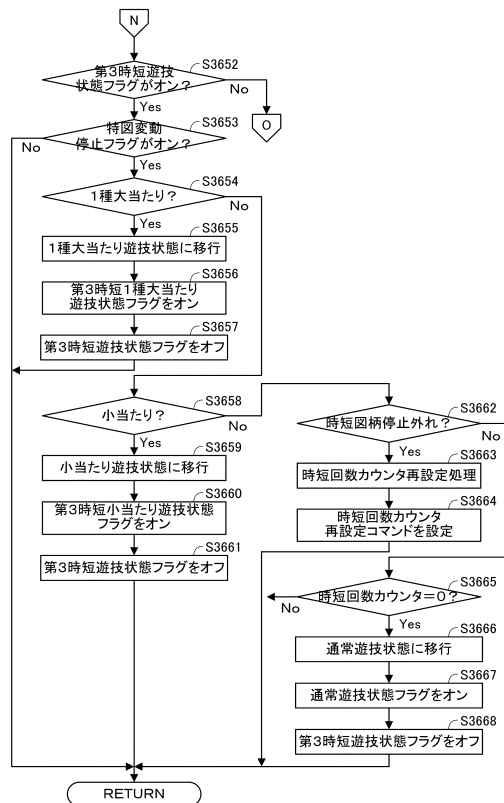 N
S3652
第3時短遊技
状態フラグがオン？
No
Yes
O
S3653
特図変動
停止フラグがオン？
No
Yes
S3654
1種大当たり？
No
Yes
S3655
1種大当たり遊技状態に移行
S3656
第3時短1種大当たり
遊技状態フラグをオン
S3657
第3時短遊技状態フラグをオフ
S3658
小当たり？
No
Yes
S3659
小当たり遊技状態に移行
S3660
第3時短小当たり遊技状態
フラグをオン
S3661
第3時短遊技状態フラグをオフ
S3662
時短図柄停止外れ？
No
Yes
S3663
時短回数カウンタ再設定処理
S3664
時短回数カウンタ
再設定コマンドを設定
S3665
時短回数カウンタ＝0？
No
Yes
S3666
通常遊技状態に移行
S3667
通常遊技状態フラグをオン
S3668
第3時短遊技状態フラグをオフ
RETURN